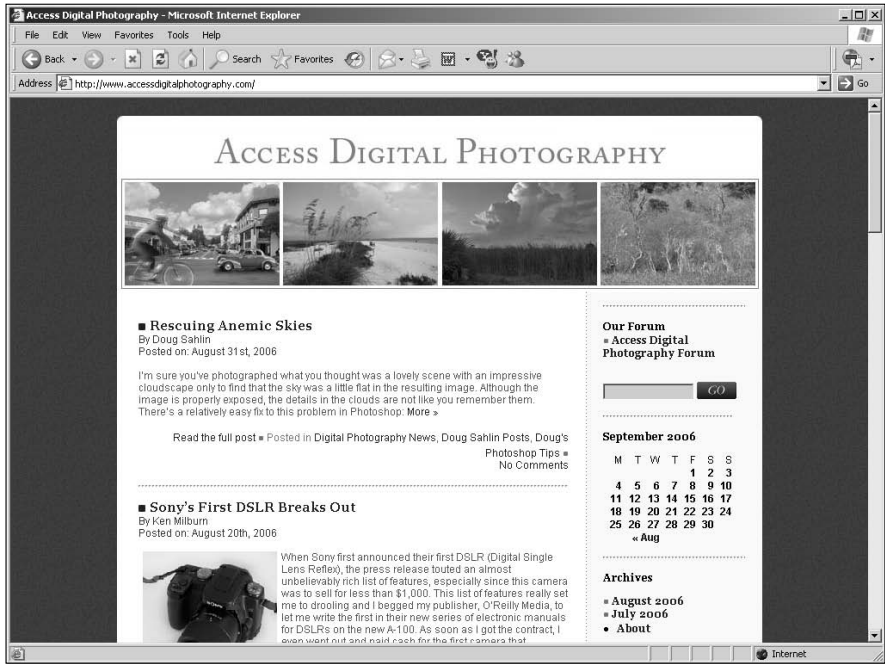 Access Digital Photography - Microsoft Internet Explorer
File Edit View Favorites Tools Help
Back Search Favorites
Address http://www.accessdigitalphotography.com/ Go
ACCESS DIGITAL PHOTOGRAPHY
Rescuing Anemic Skies
By Doug Sahlin
Posted on: August 31st, 2006
I'm sure you've photographed what you thought was a lovely scene with an impressive
cloudscape only to find that the sky was a little flat in the resulting image. Although the
image is properly exposed, the details in the clouds are not like you remember them.
There's a relatively easy fix to this problem in Photoshop: More »
Read the full post ■ Posted in Digital Photography News, Doug Sahlin Posts, Doug's
Photoshop Tips ■
No Comments
Sony's First DSLR Breaks Out
By Ken Milburn
Posted on: August 20th, 2006
When Sony first announced their first DSLR (Digital Single
Lens Reflex), the press release touted an almost
unbelievably rich list of features, especially since this camera
was to sell for less than $1,000. This list of features really set
me to drooling and I begged my publisher, O'Reilly Media, to
let me write the first in their new series of electronic manuals
for DSLRs on the new A-100. As soon as I got the contract, I
even went out and paid cash for the first camera that
Our Forum
■ Access Digital
Photography Forum
GO
September 2006
M T W T F S S
1 2 3
4 5 6 7 8 9 10
11 12 13 14 15 16 17
18 19 20 21 22 23 24
25 26 27 28 29 30
« Aug
Archives
■ August 2006
■ July 2006
● About
Internet